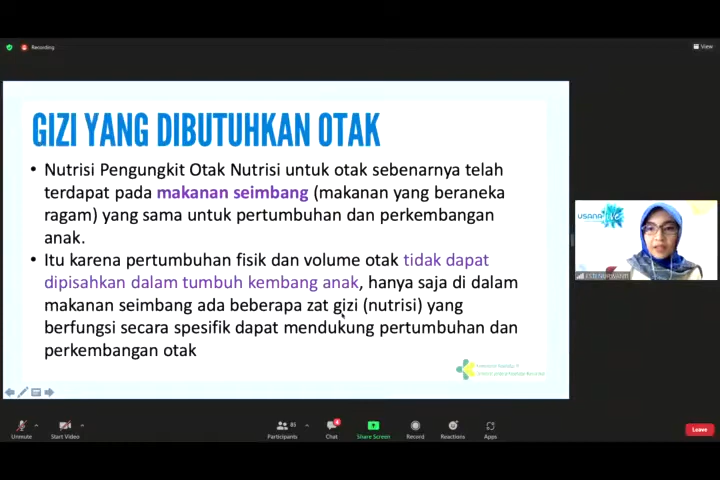 Recording
View
GIZI YANG DIBUTUHKAN OTAK
• Nutrisi Pengungkit Otak Nutrisi untuk otak sebenarnya telah
terdapat pada makanan seimbang (makanan yang beraneka
ragam) yang sama untuk pertumbuhan dan perkembangan
anak.
• Itu karena pertumbuhan fisik dan volume otak tidak dapat
dipisahkan dalam tumbuh kembang anak, hanya saja di dalam
makanan seimbang ada beberapa zat gizi (nutrisi) yang
berfungsi secara spesifik dapat mendukung pertumbuhan dan
perkembangan otak
usana
Unmute
Start Video
85
Participants
Chat
Share Screen
Record
Reactions
Apps
Leave